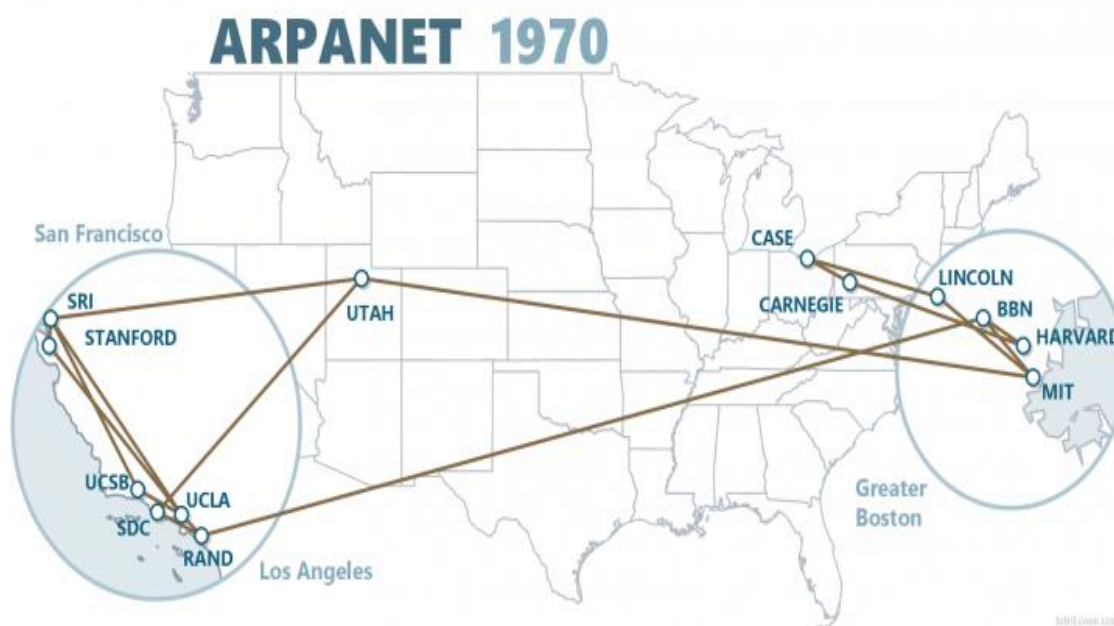 ARPANET 1970
San Francisco
CASE
SRI
LINCOLN
UTAH
CARNEGIE
BBN
STANFORD
HARVARD
MIT
UCSB
UCLA
Greater
Boston
SDC
RAND
Los Angeles